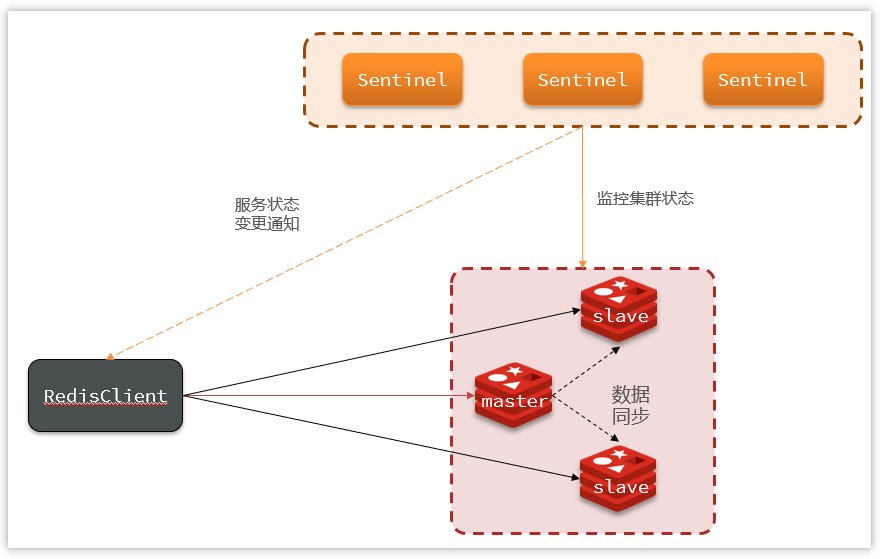 Sentinel
Sentinel
Sentinel
服务状态
变更通知
监控集群状态
slave
RedisClient
master
数据
同步
slave